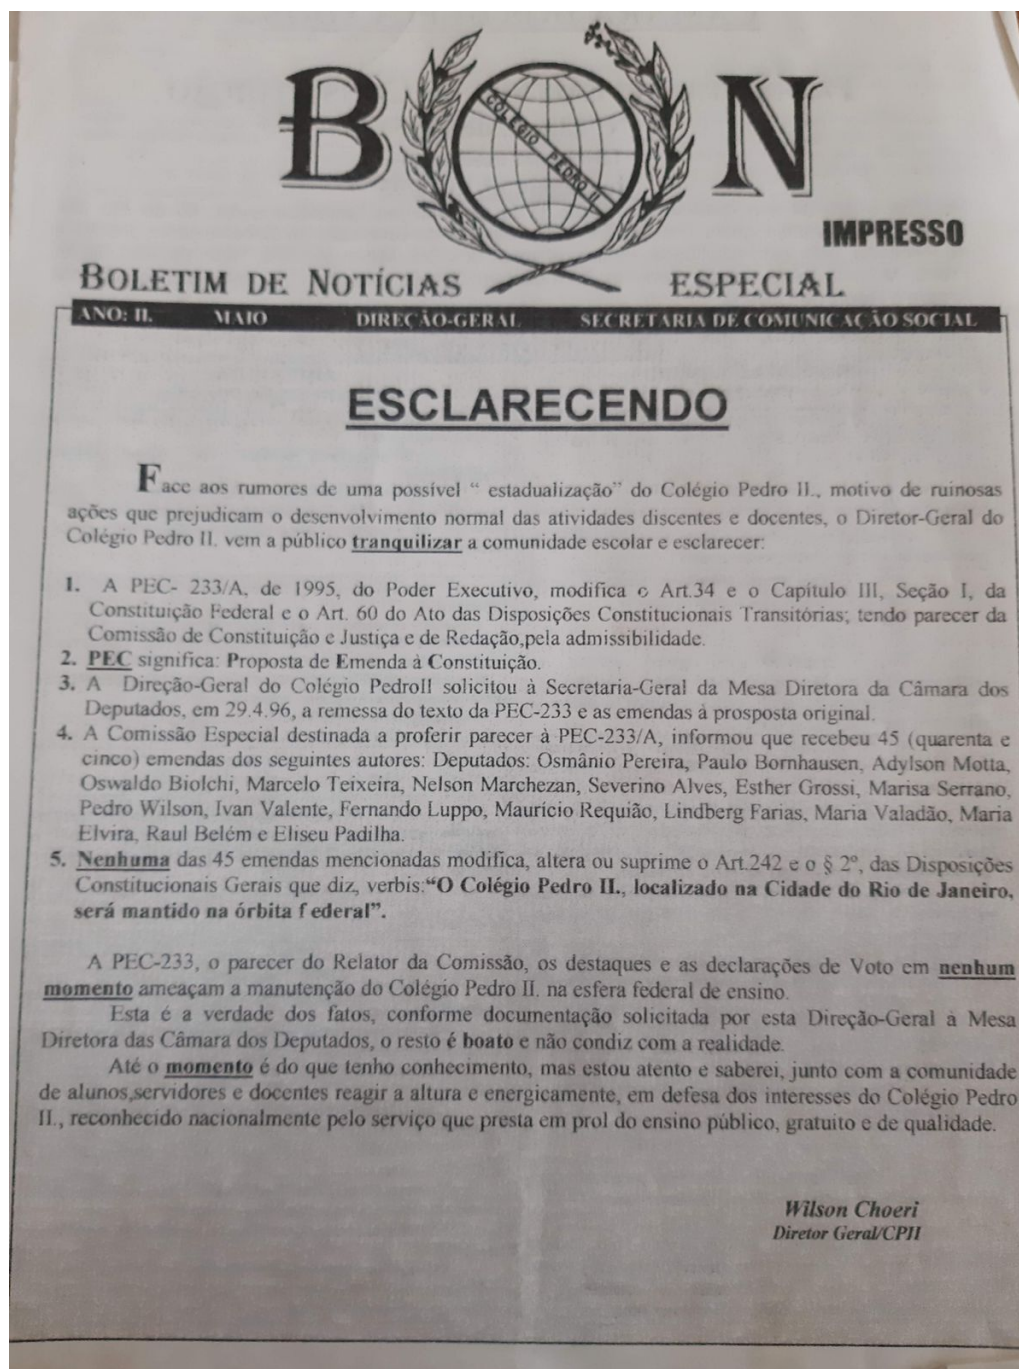 B N
COLÉGIO PEDRO II
IMPRESSO
BOLETIM DE NOTÍCIAS ESPECIAL
ANO: II. MAIO DIREÇÃO-GERAL SECRETARIA DE COMUNICAÇÃO SOCIAL
ESCLARECENDO
Face aos rumores de uma possível “ estadualização” do Colégio Pedro II., motivo de ruinosas
ações que prejudicam o desenvolvimento normal das atividades discentes e docentes, o Diretor-Geral do
Colégio Pedro II. vem a público tranquilizar a comunidade escolar e esclarecer:
1. A PEC- 233/A, de 1995, do Poder Executivo, modifica o Art.34 e o Capítulo III, Seção I, da
Constituição Federal e o Art. 60 do Ato das Disposições Constitucionais Transitórias; tendo parecer da
Comissão de Constituição e Justiça e de Redação,pela admissibilidade.
2. PEC significa: Proposta de Emenda à Constituição.
3. A Direção-Geral do Colégio PedroII solicitou à Secretaria-Geral da Mesa Diretora da Câmara dos
Deputados, em 29.4.96, a remessa do texto da PEC-233 e as emendas à prosposta original.
4. A Comissão Especial destinada a proferir parecer à PEC-233/A, informou que recebeu 45 (quarenta e
cinco) emendas dos seguintes autores: Deputados: Osmânio Pereira, Paulo Bornhausen, Adylson Motta,
Oswaldo Biolchi, Marcelo Teixeira, Nelson Marchezan, Severino Alves, Esther Grossi, Marisa Serrano,
Pedro Wilson, Ivan Valente, Fernando Luppo, Maurício Requião, Lindberg Farias, Maria Valadão, Maria
Elvira, Raul Belém e Eliseu Padilha.
5. Nenhuma das 45 emendas mencionadas modifica, altera ou suprime o Art.242 e o § 2º, das Disposições
Constitucionais Gerais que diz, verbis:“O Colégio Pedro II., localizado na Cidade do Rio de Janeiro,
será mantido na órbita f ederal”.
A PEC-233, o parecer do Relator da Comissão, os destaques e as declarações de Voto em nenhum
momento ameaçam a manutenção do Colégio Pedro II. na esfera federal de ensino.
Esta é a verdade dos fatos, conforme documentação solicitada por esta Direção-Geral à Mesa
Diretora das Câmara dos Deputados, o resto é boato e não condiz com a realidade.
Até o momento é do que tenho conhecimento, mas estou atento e saberei, junto com a comunidade
de alunos,servidores e docentes reagir a altura e energicamente, em defesa dos interesses do Colégio Pedro
II., reconhecido nacionalmente pelo serviço que presta em prol do ensino público, gratuito e de qualidade.
Wilson Choeri
Diretor Geral/CPII